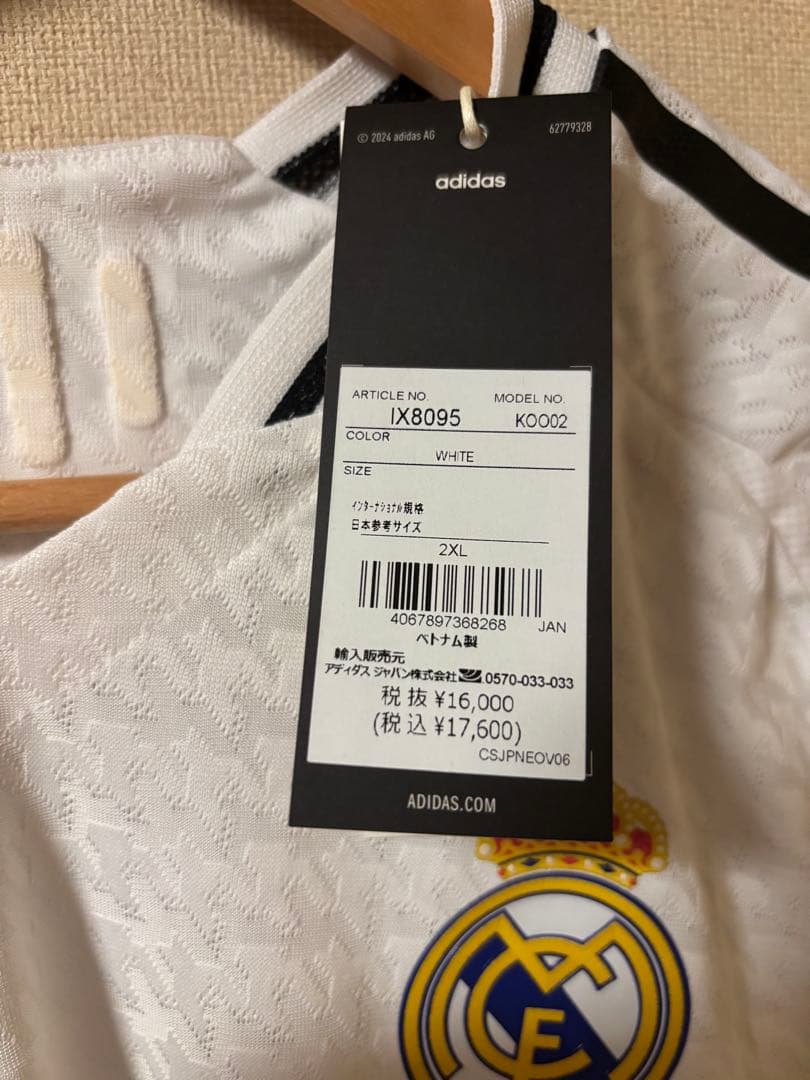 © 2024 adidas AG 62779328
adidas
ARTICLE NO. MODEL NO.
IX8095 KOO02
COLOR
WHITE
SIZE
インターナショナル規格
日本参考サイズ
2XL
4067897368268 JAN
ベトナム製
輸入販売元
アディダス ジャパン株式会社 0570-033-033
税抜 ¥16,000
(税込 ¥17,600)
CSJPNEOV06
ADIDAS.COM